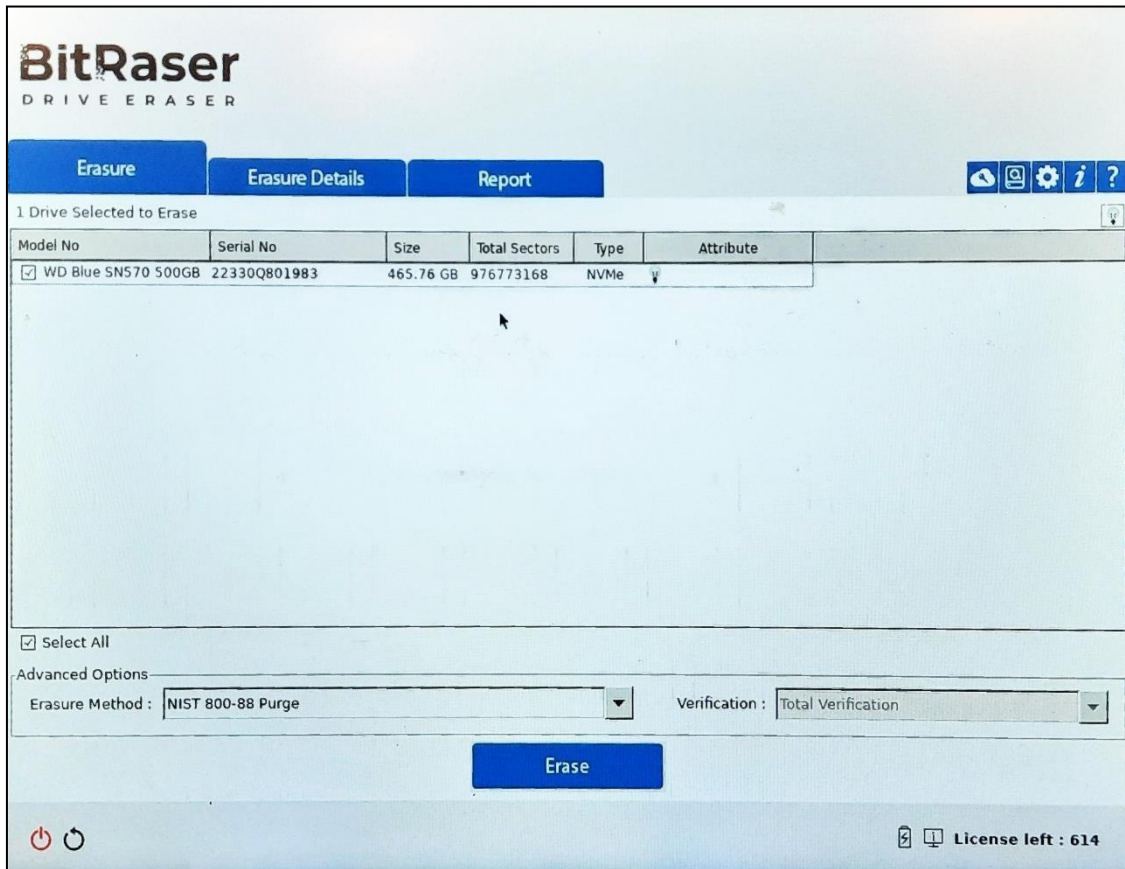 BitRaser
DRIVE ERASER
Erasure Erasure Details Report
i ?
1 Drive Selected to Erase
Model No Serial No Size Total Sectors Type Attribute
WD Blue SN570 500GB 22330Q801983 465.76 GB 976773168 NVMe
Select All
Advanced Options
Erasure Method : NIST 800-88 Purge Verification : Total Verification
Erase
License left : 614